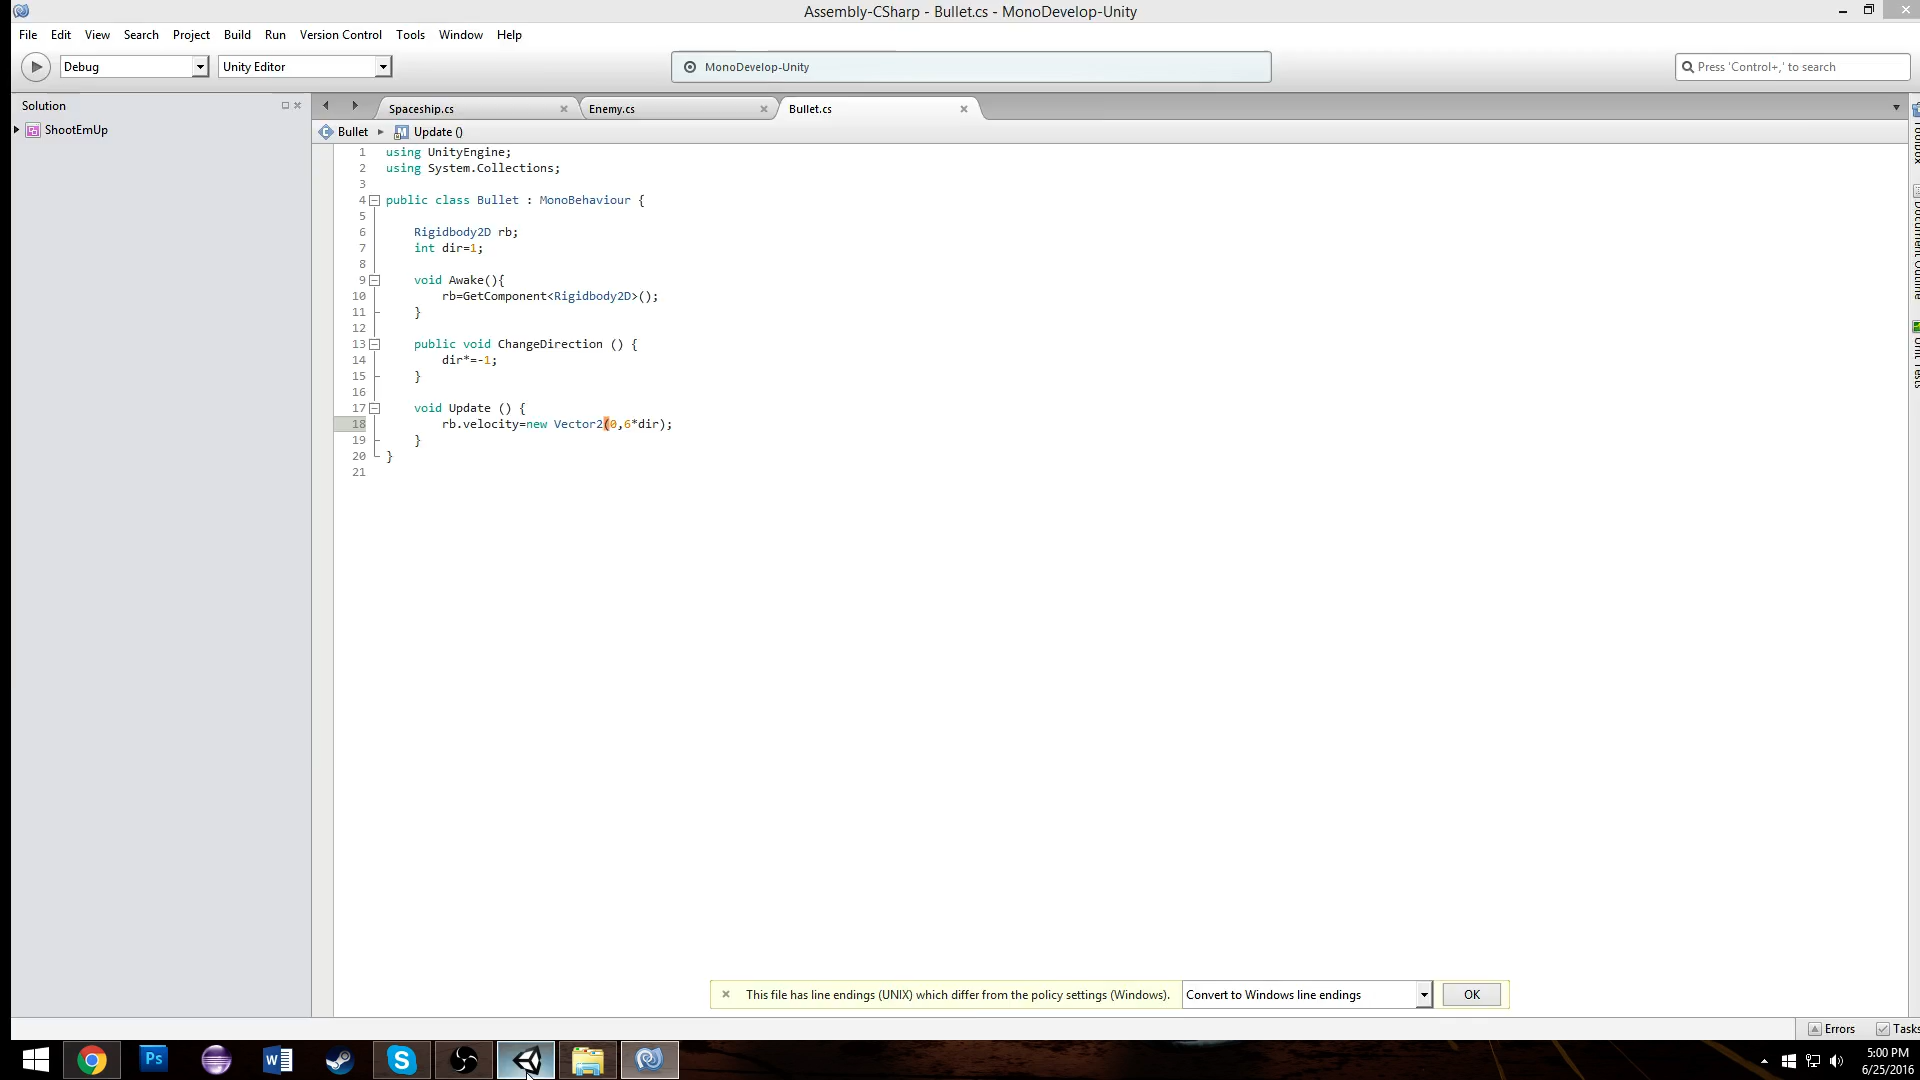 Assembly-CSharp - Bullet.cs - MonoDevelop-Unity
File Edit View Search Project Build Run Version Control Tools Window Help
Debug Unity Editor MonoDevelop-Unity Press 'Control+,' to search
Solution Spaceship.cs Enemy.cs Bullet.cs
ShootEmUp Bullet Update ()
1 using UnityEngine;
2 using System.Collections;
3
4 public class Bullet : MonoBehaviour {
5
6 Rigidbody2D rb;
7 int dir=1;
8
9 void Awake(){
10 rb=GetComponent<Rigidbody2D>();
11 }
12
13 public void ChangeDirection () {
14 dir*=-1;
15 }
16
17 void Update () {
18 rb.velocity=new Vector2(0,6*dir);
19 }
20 }
21
Toolbox
Document Outline
Unit Tests
This file has line endings (UNIX) which differ from the policy settings (Windows). Convert to Windows line endings OK
Errors Tasks
Ps W S
5:00 PM
6/25/2016